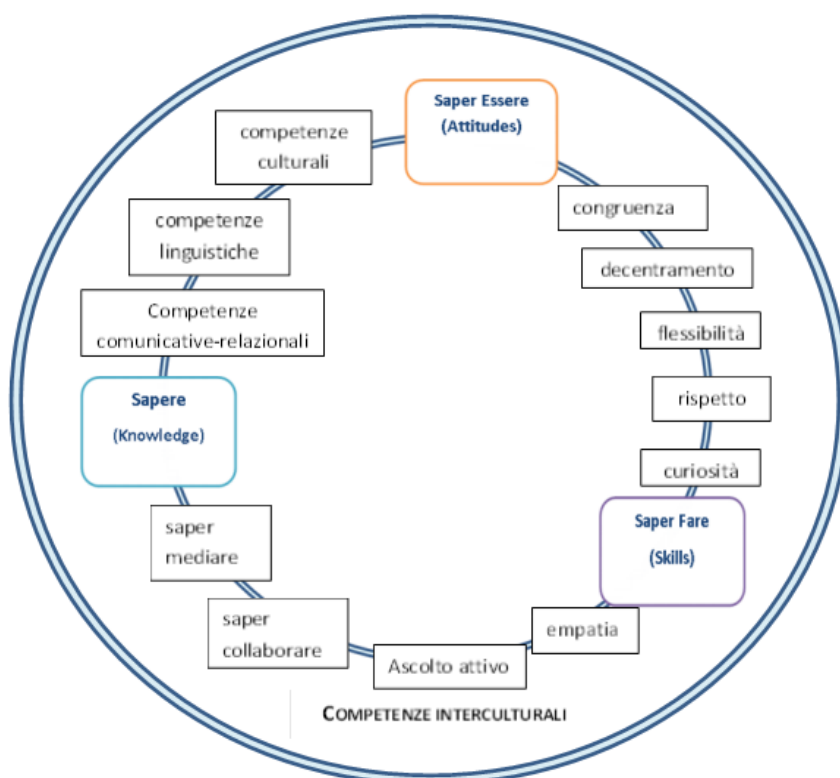 Saper Essere
(Attitudes)
competenze
culturali
congruenza
competenze
linguistiche
decentramento
Competenze
comunicative-relazionali
flessibilità
Sapere
(Knowledge)
rispetto
curiosità
saper
mediare
Saper Fare
(Skills)
saper
collaborare
empatia
Ascolto attivo
COMPETENZE INTERCULTURALI